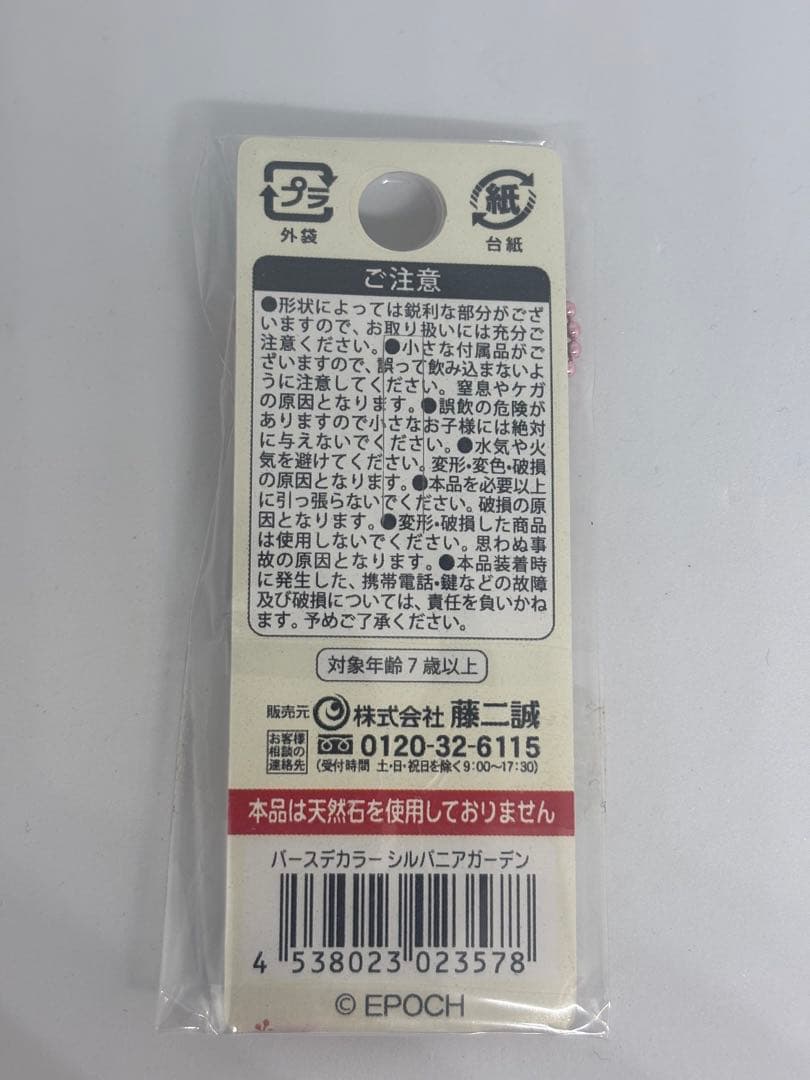 プラ
外袋
紙
台紙
ご注意
●形状によっては鋭利な部分がござ
いますので、お取り扱いには充分ご
注意ください。●小さな付属品がご
ざいますので、誤って飲み込まないよ
うに注意してください。窒息やケガ
の原因となります。●誤飲の危険が
ありますので小さなお子様には絶対
に与えないでください。●水気や火
気を避けてください。変形・変色・破損
の原因となります。●本品を必要以上
に引っ張らないでください。破損の原
因となります。●変形・破損した商品
は使用しないでください。思わぬ事
故の原因となります。●本品装着時
に発生した、携帯電話・鍵などの故障
及び破損については、責任を負いかね
ます。予めご了承ください。
対象年齢7歳以上
販売元 株式会社 藤二誠
お客様
相談の
連絡先
0120-32-6115
(受付時間 土・日・祝日を除く9:00〜17:30)
本品は天然石を使用しておりません
バースデカラー シルバニアガーデン
4 538023 023578
© EPOCH